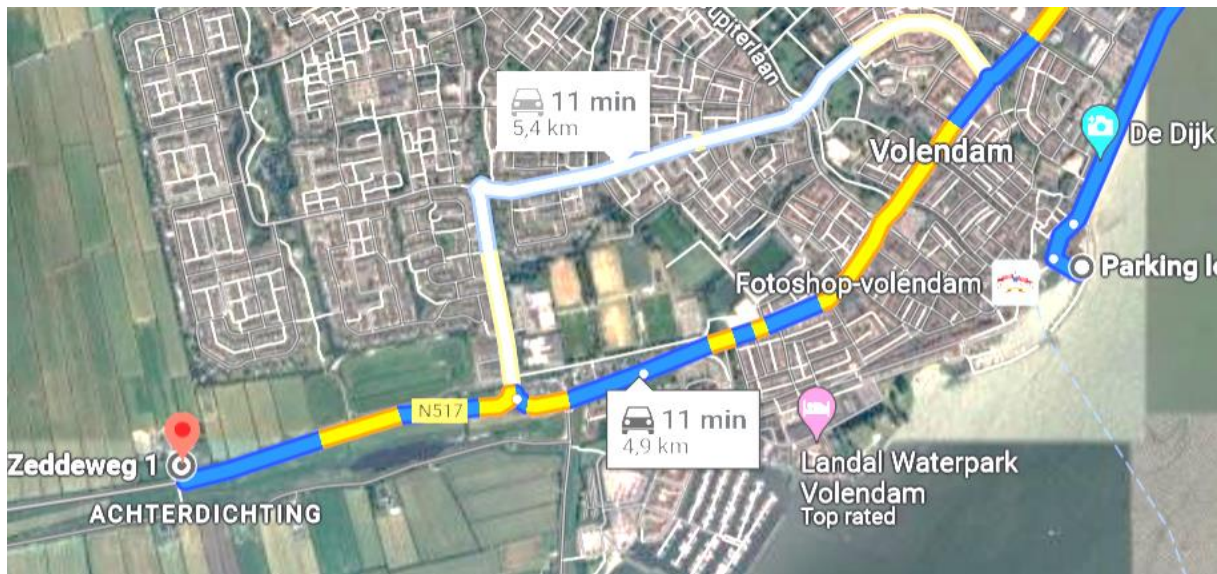 Jupiterlaan
11 min
5,4 km
Volendam
De Dijk
Fotoshop-volendam
Parking
N517
11 min
4,9 km
Zeddeweg 1
Landal Waterpark
Volendam
Top rated
ACHTERDICHTING